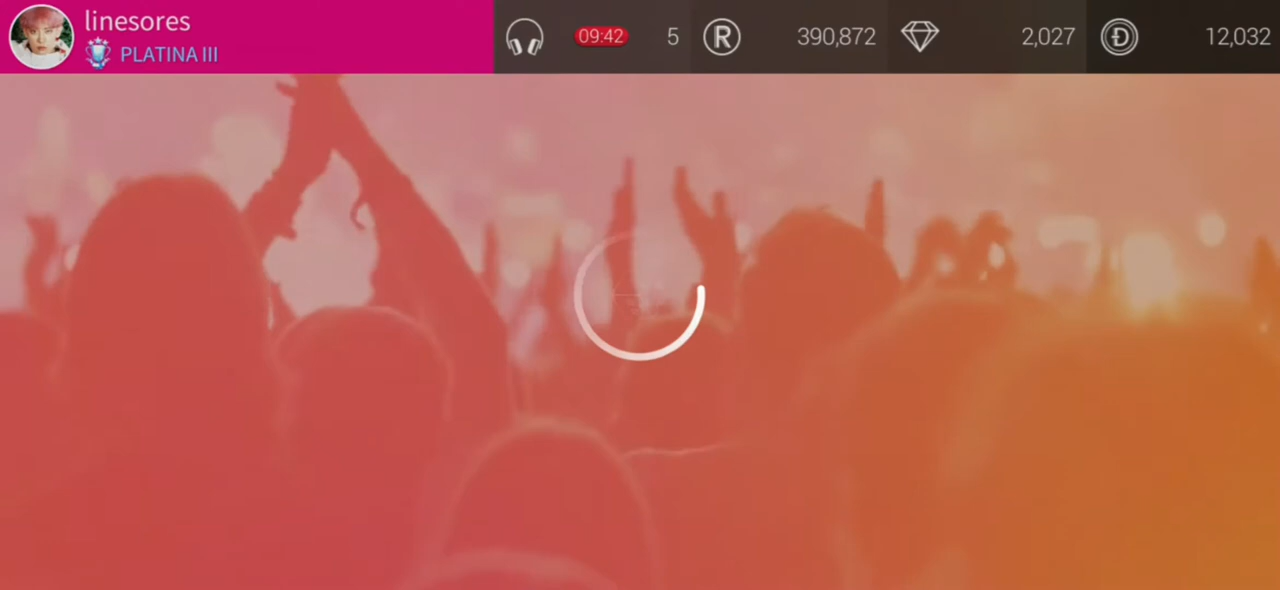 linesores
PLATINA III
09:42
5
R
390,872
2,027
Đ
12,032